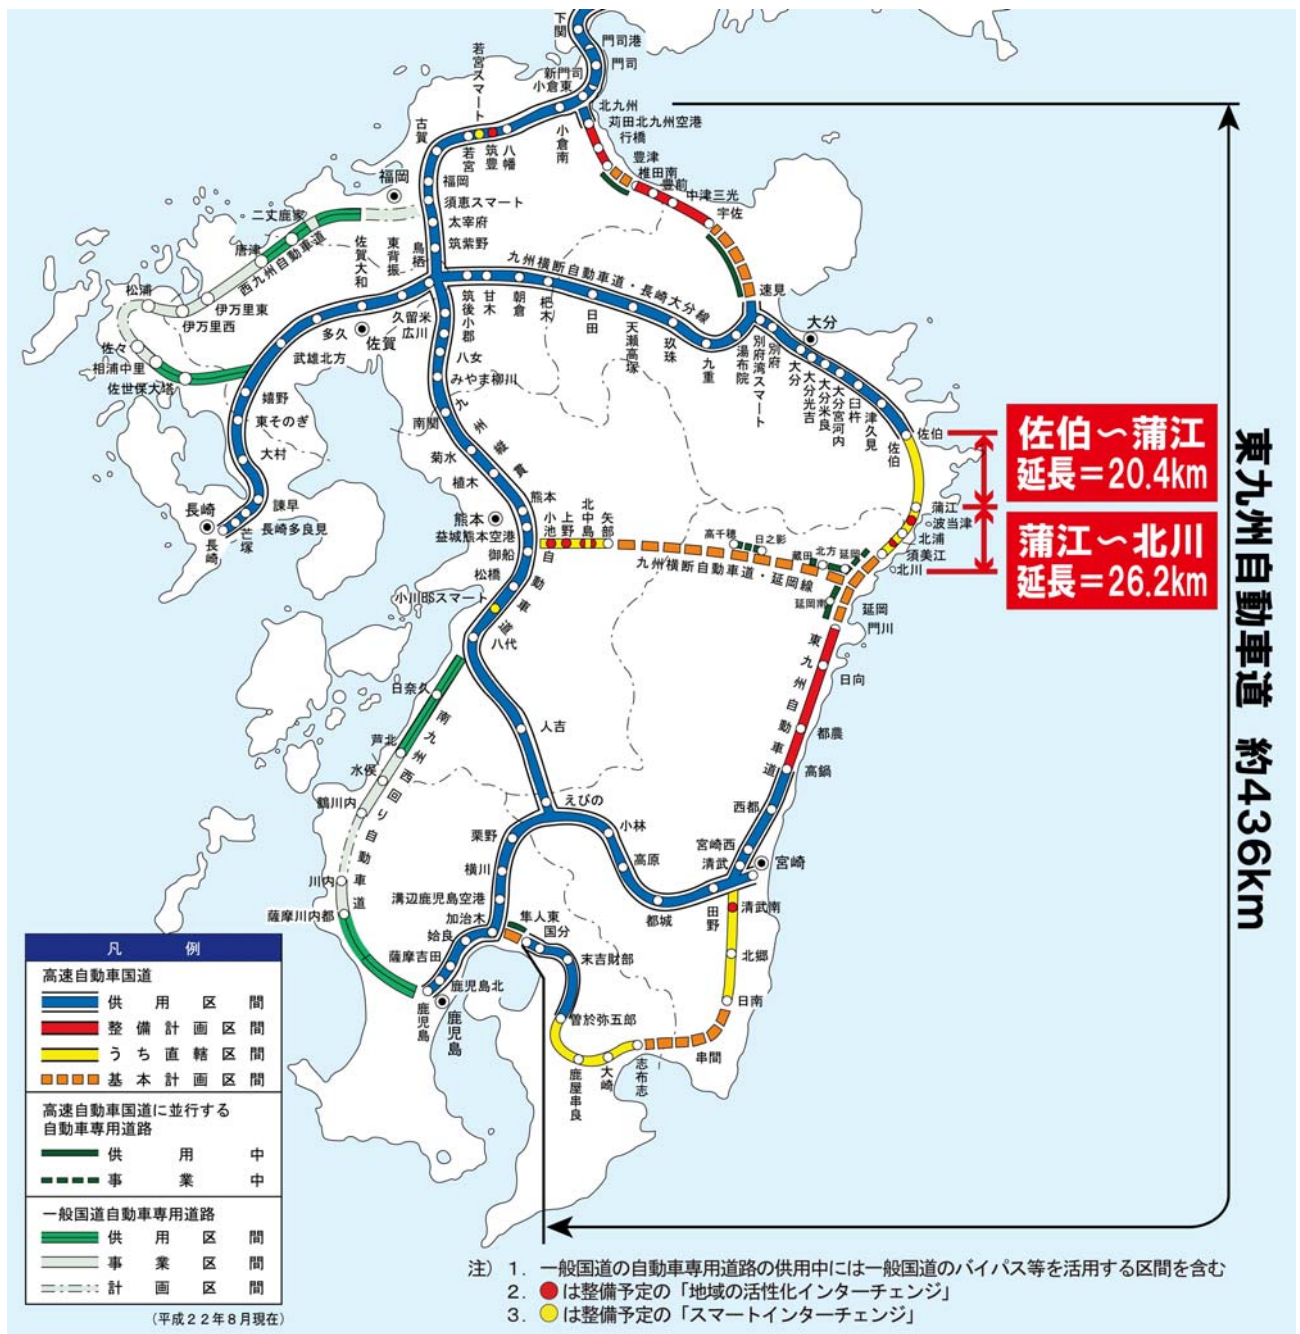 下関
門司港
門司
新門司
小倉東
北九州
苅田北九州空港
行橋
小倉南
豊津
椎田南
豊前
中津三光
宇佐
若宮スマート
古賀
若宮
筑豊
八幡
福岡
福岡
須恵スマート
太宰府
筑紫野
鳥栖
東背振
佐賀大和
二丈鹿家
唐津
西九州自動車道
松浦
伊万里東
伊万里西
佐々
相浦中里
佐世保大塔
多久
佐賀
武雄北方
嬉野
東そのぎ
大村
諫早
長崎多良見
芒塚
長崎
長崎
久留米
広川
八女
みやま柳川
南関
菊水
植木
熊本
熊本
益城熊本空港
御船
松橋
小川BSスマート
八代
九州縦貫自動車道
九州横断自動車道・長崎大分線
筑後小郡
甘木
朝倉
杷木
日田
天瀬高塚
玖珠
九重
湯布院
別府湾スマート
速見
別府
大分
大分
大分光吉
大分米良
大分宮河内
臼杵
津久見
佐伯
佐伯
蒲江
波当津
北浦
須美江
北川
佐伯～蒲江
延長＝20.4km
蒲江～北川
延長＝26.2km
東九州自動車道 約436km
小池
上野
北中島
矢部
高千穂
日之影
蔵田
北方
延岡
九州横断自動車道・延岡線
延岡南
延岡
門川
東九州自動車道
日向
都農
高鍋
西都
宮崎西
清武
宮崎
清武南
田野
北郷
日南
串間
志布志
大崎
鹿屋串良
曽於弥五郎
末吉財部
国分
隼人東
日奈久
芦北
水俣
鶴川内
南九州西回り自動車道
川内
薩摩川内都
人吉
えびの
小林
高原
都城
栗野
横川
溝辺鹿児島空港
加治木
姶良
薩摩吉田
鹿児島北
鹿児島
鹿児島
凡例
高速自動車国道
供用区間
整備計画区間
うち直轄区間
基本計画区間
高速自動車国道に並行する
自動車専用道路
供用中
事業中
一般国道自動車専用道路
供用区間
事業区間
計画区間
（平成２２年８月現在）
注）１．一般国道の自動車専用道路の供用中には一般国道のバイパス等を活用する区間を含む
２．●は整備予定の「地域の活性化インターチェンジ」
３．●は整備予定の「スマートインターチェンジ」